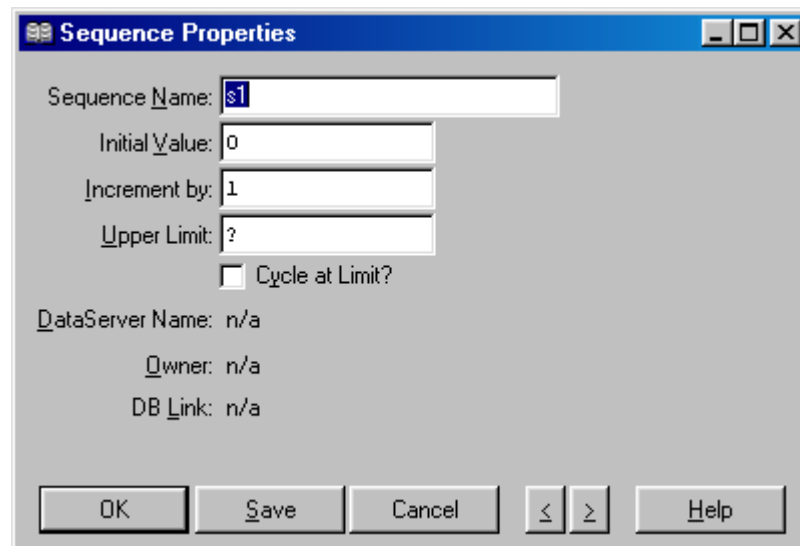 Sequence Properties
Sequence Name: s1
Initial Value: 0
Increment by: 1
Upper Limit: ?
Cycle at Limit?
DataServer Name: n/a
Owner: n/a
DB Link: n/a
OK Save Cancel < > Help